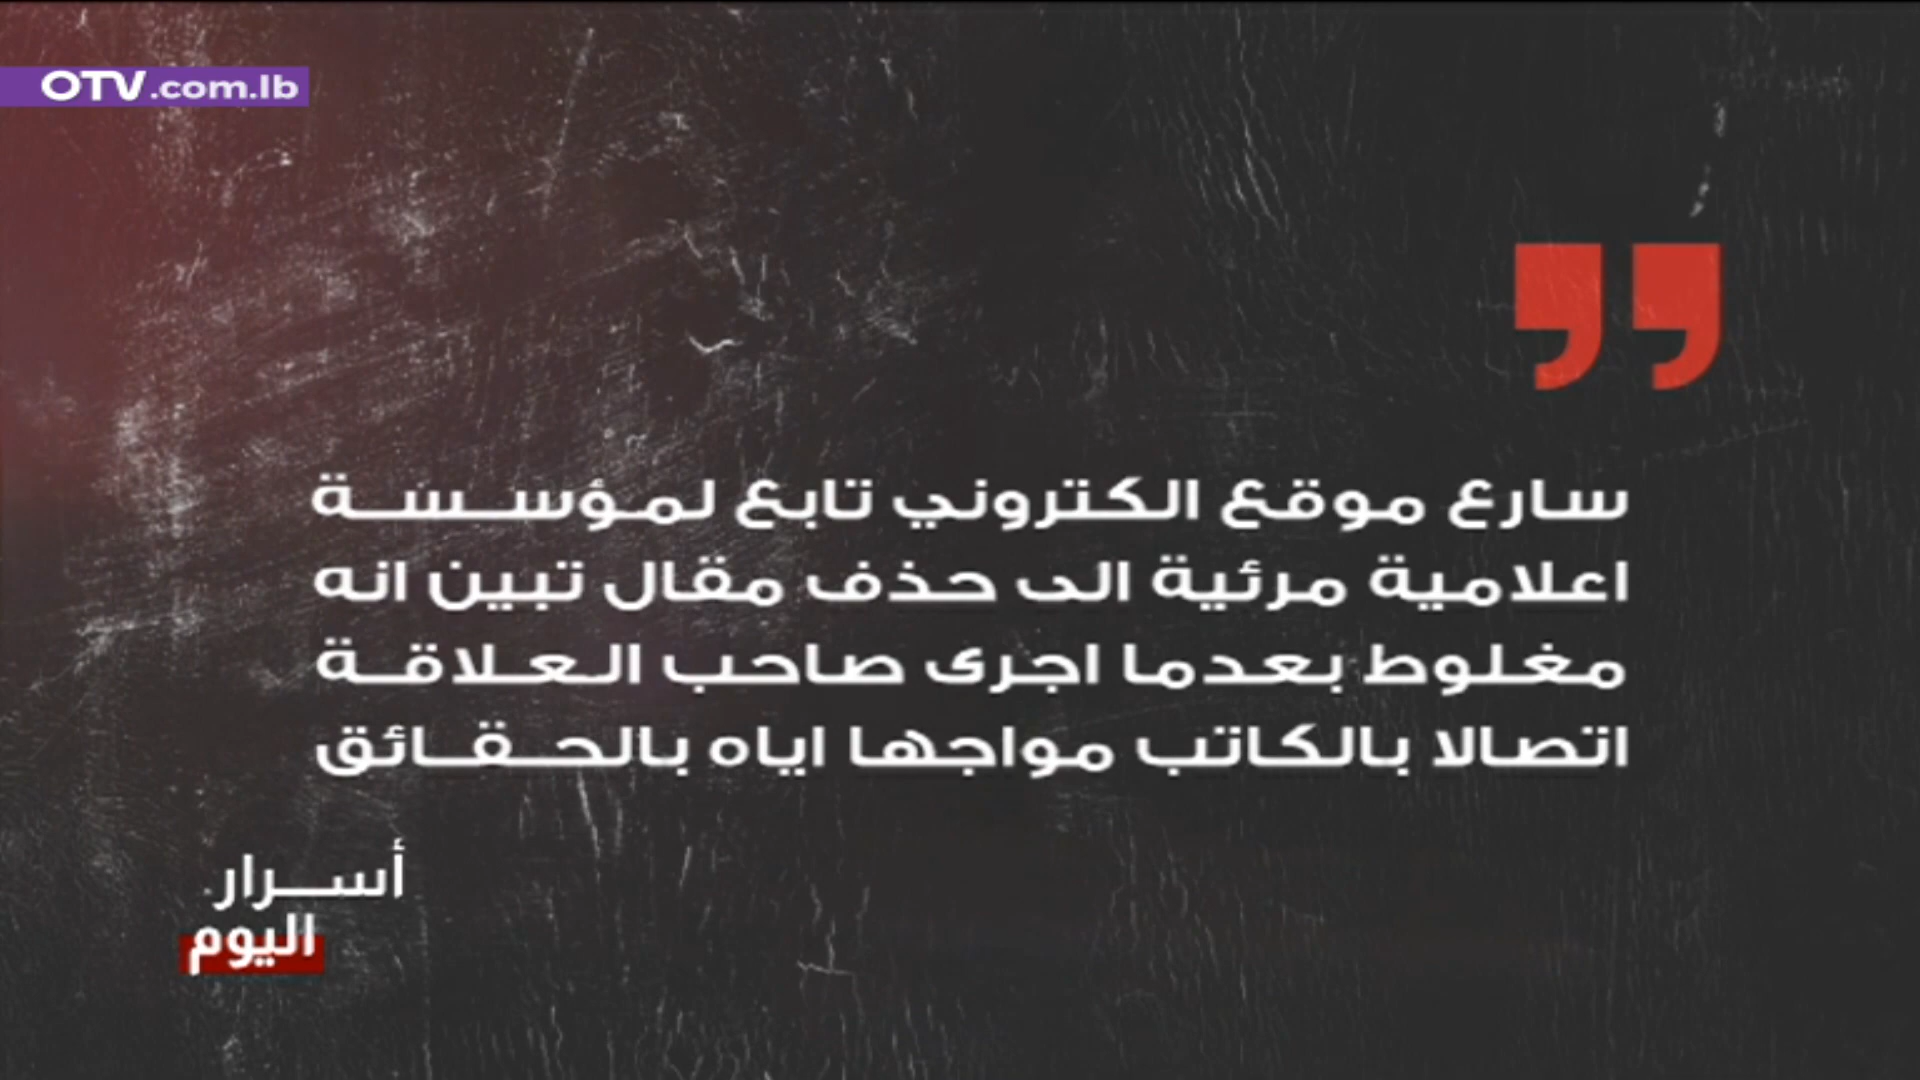 OTV.com.lb
سارع موقع الكتروني تابع لمؤسسة
اعلامية مرئية الى حذف مقال تبين انه
مغلوط بعدما اجرى صاحب العلاقة
اتصالا بالكاتب مواجها اياه بالحقائق
أسرار
اليوم